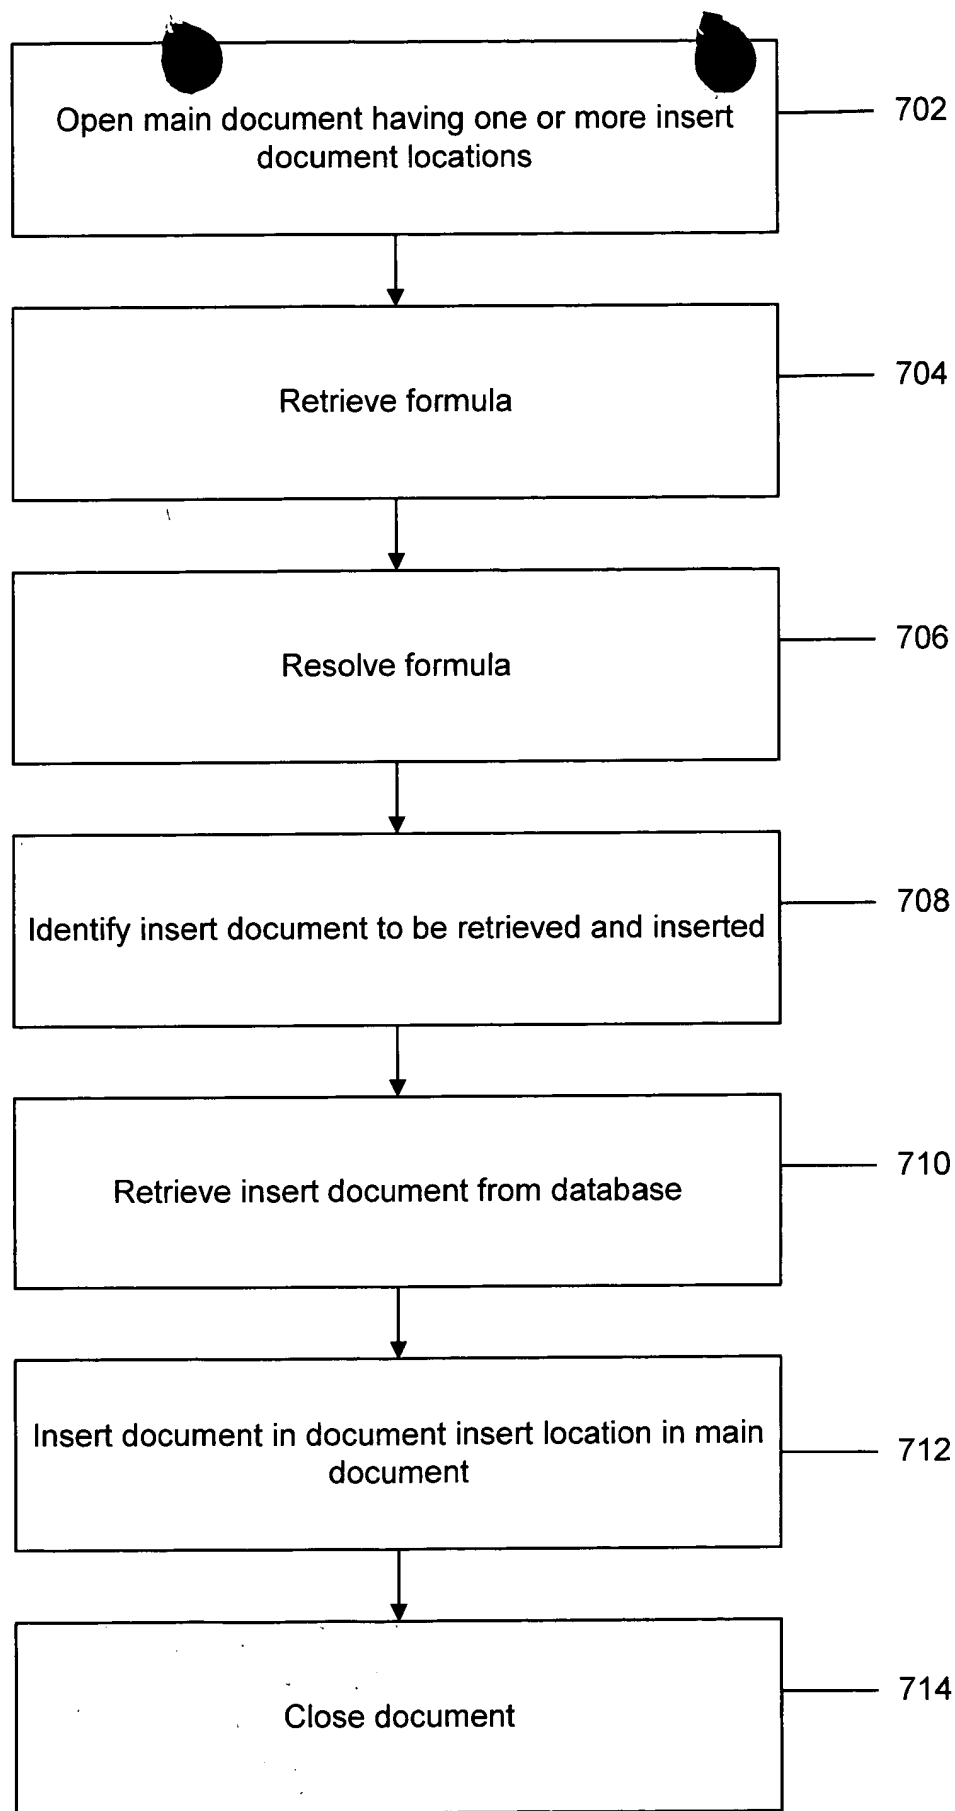 Open main document having one or more insert
document locations
702
Retrieve formula
704
Resolve formula
706
Identify insert document to be retrieved and inserted
708
Retrieve insert document from database
710
Insert document in document insert location in main
document
712
Close document
714